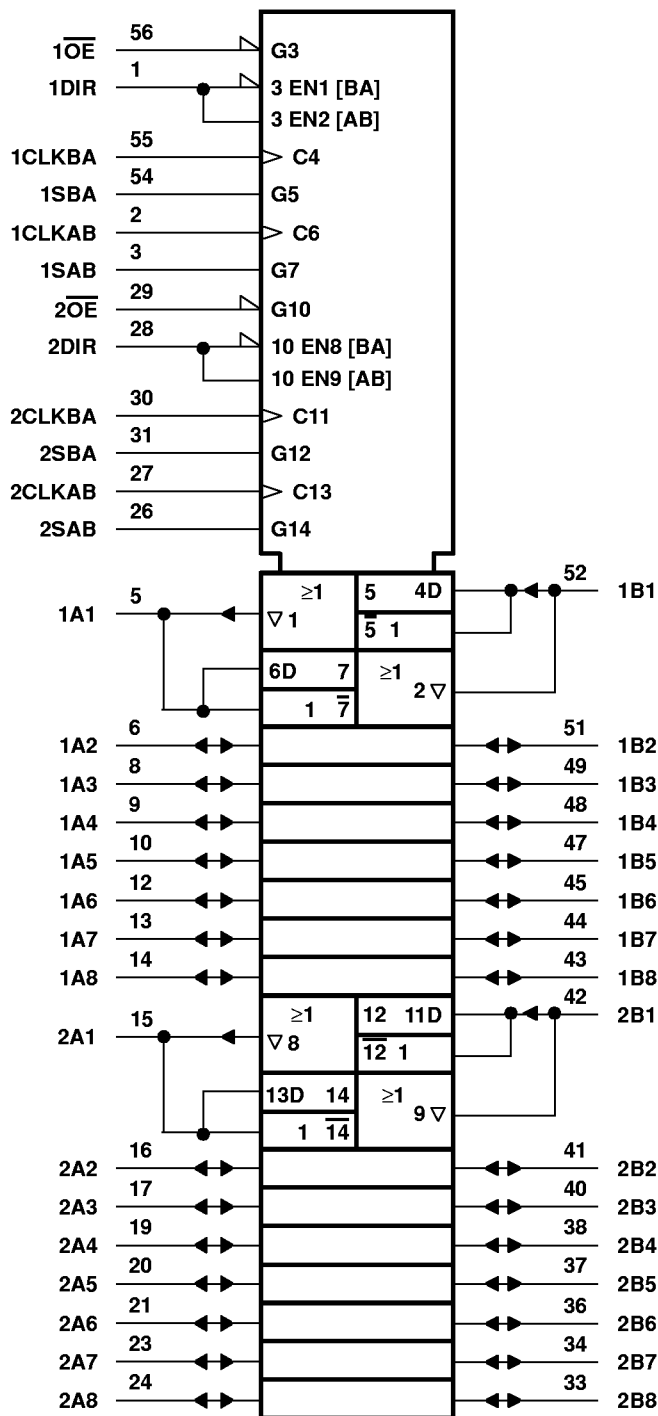 56
1O̅E̅ G3
1
1DIR 3 EN1 [BA]
3 EN2 [AB]
55
1CLKBA C4
54
1SBA G5
2
1CLKAB C6
3
1SAB G7
29
2O̅E̅ G10
28
2DIR 10 EN8 [BA]
10 EN9 [AB]
30
2CLKBA C11
31
2SBA G12
27
2CLKAB C13
26
2SAB G14
5 ≥1 5 4D 52
1A1 ▽ 1 5̅ 1 1B1
6D 7 ≥1
1 7̅ 2 ▽
6 51
1A2 1B2
8 49
1A3 1B3
9 48
1A4 1B4
10 47
1A5 1B5
12 45
1A6 1B6
13 44
1A7 1B7
14 43
1A8 1B8
15 ≥1 12 11D 42
2A1 ▽ 8 1̅2̅ 1 2B1
13D 14 ≥1
1 1̅4̅ 9 ▽
16 41
2A2 2B2
17 40
2A3 2B3
19 38
2A4 2B4
20 37
2A5 2B5
21 36
2A6 2B6
23 34
2A7 2B7
24 33
2A8 2B8